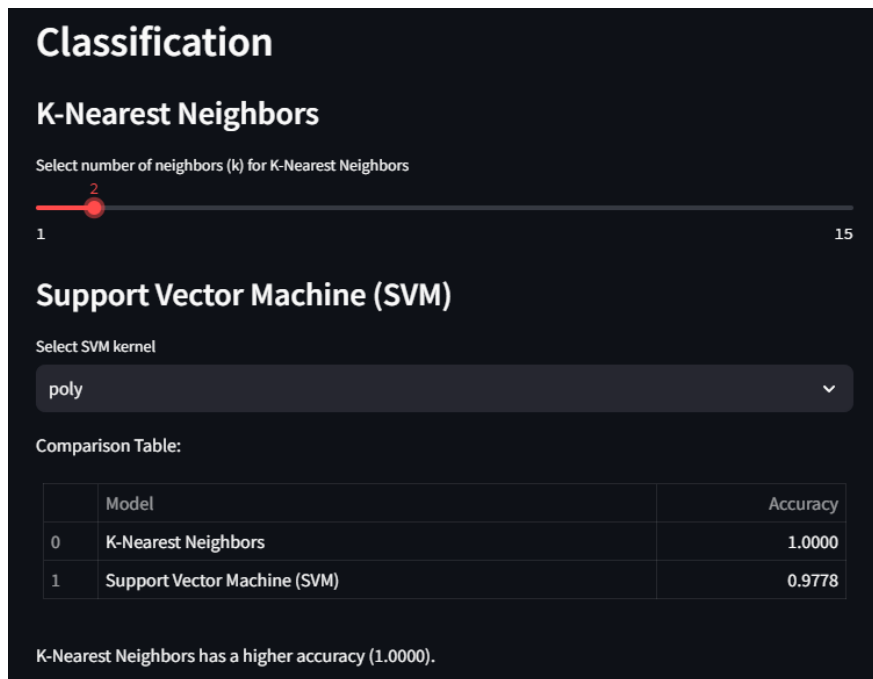 Classification
K-Nearest Neighbors
Select number of neighbors (k) for K-Nearest Neighbors
2
1 15
Support Vector Machine (SVM)
Select SVM kernel
poly
Comparison Table:
Model Accuracy
0 K-Nearest Neighbors 1.0000
1 Support Vector Machine (SVM) 0.9778
K-Nearest Neighbors has a higher accuracy (1.0000).